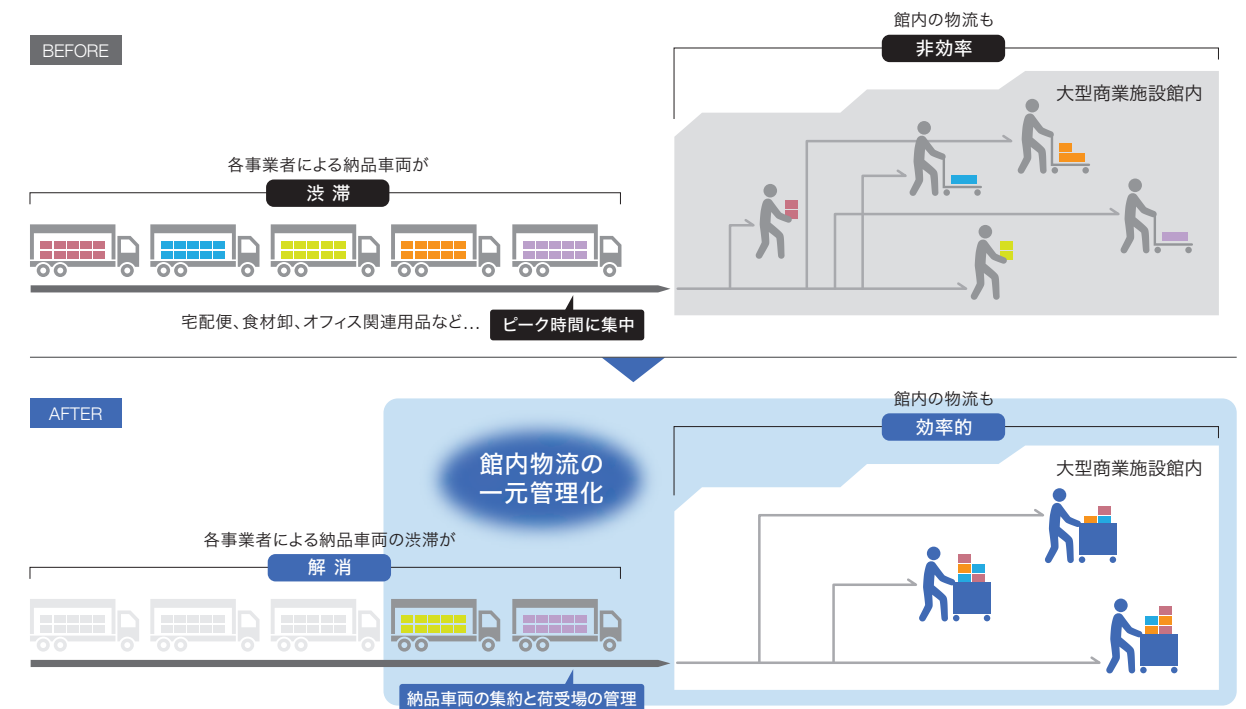 BEFORE
館内の物流も
非効率
大型商業施設館内
各事業者による納品車両が
渋滞
宅配便、食材卸、オフィス関連用品など…
ピーク時間に集中
AFTER
館内の物流も
効率的
館内物流の
一元管理化
大型商業施設館内
各事業者による納品車両の渋滞が
解消
納品車両の集約と荷受場の管理